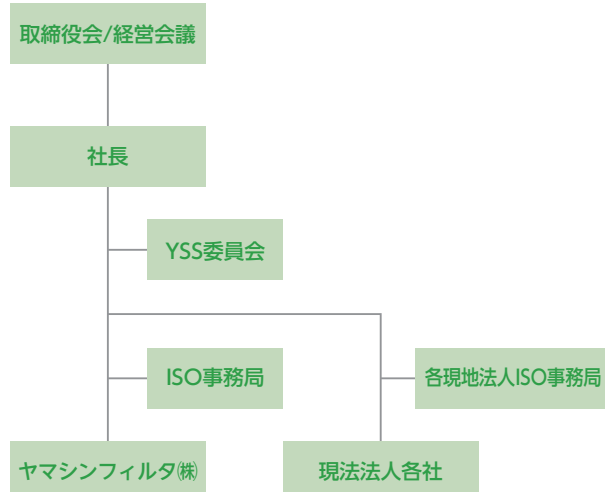 取締役会/経営会議
社長
YSS委員会
ISO事務局
各現地法人ISO事務局
ヤマシンフィルタ㈱
現法法人各社